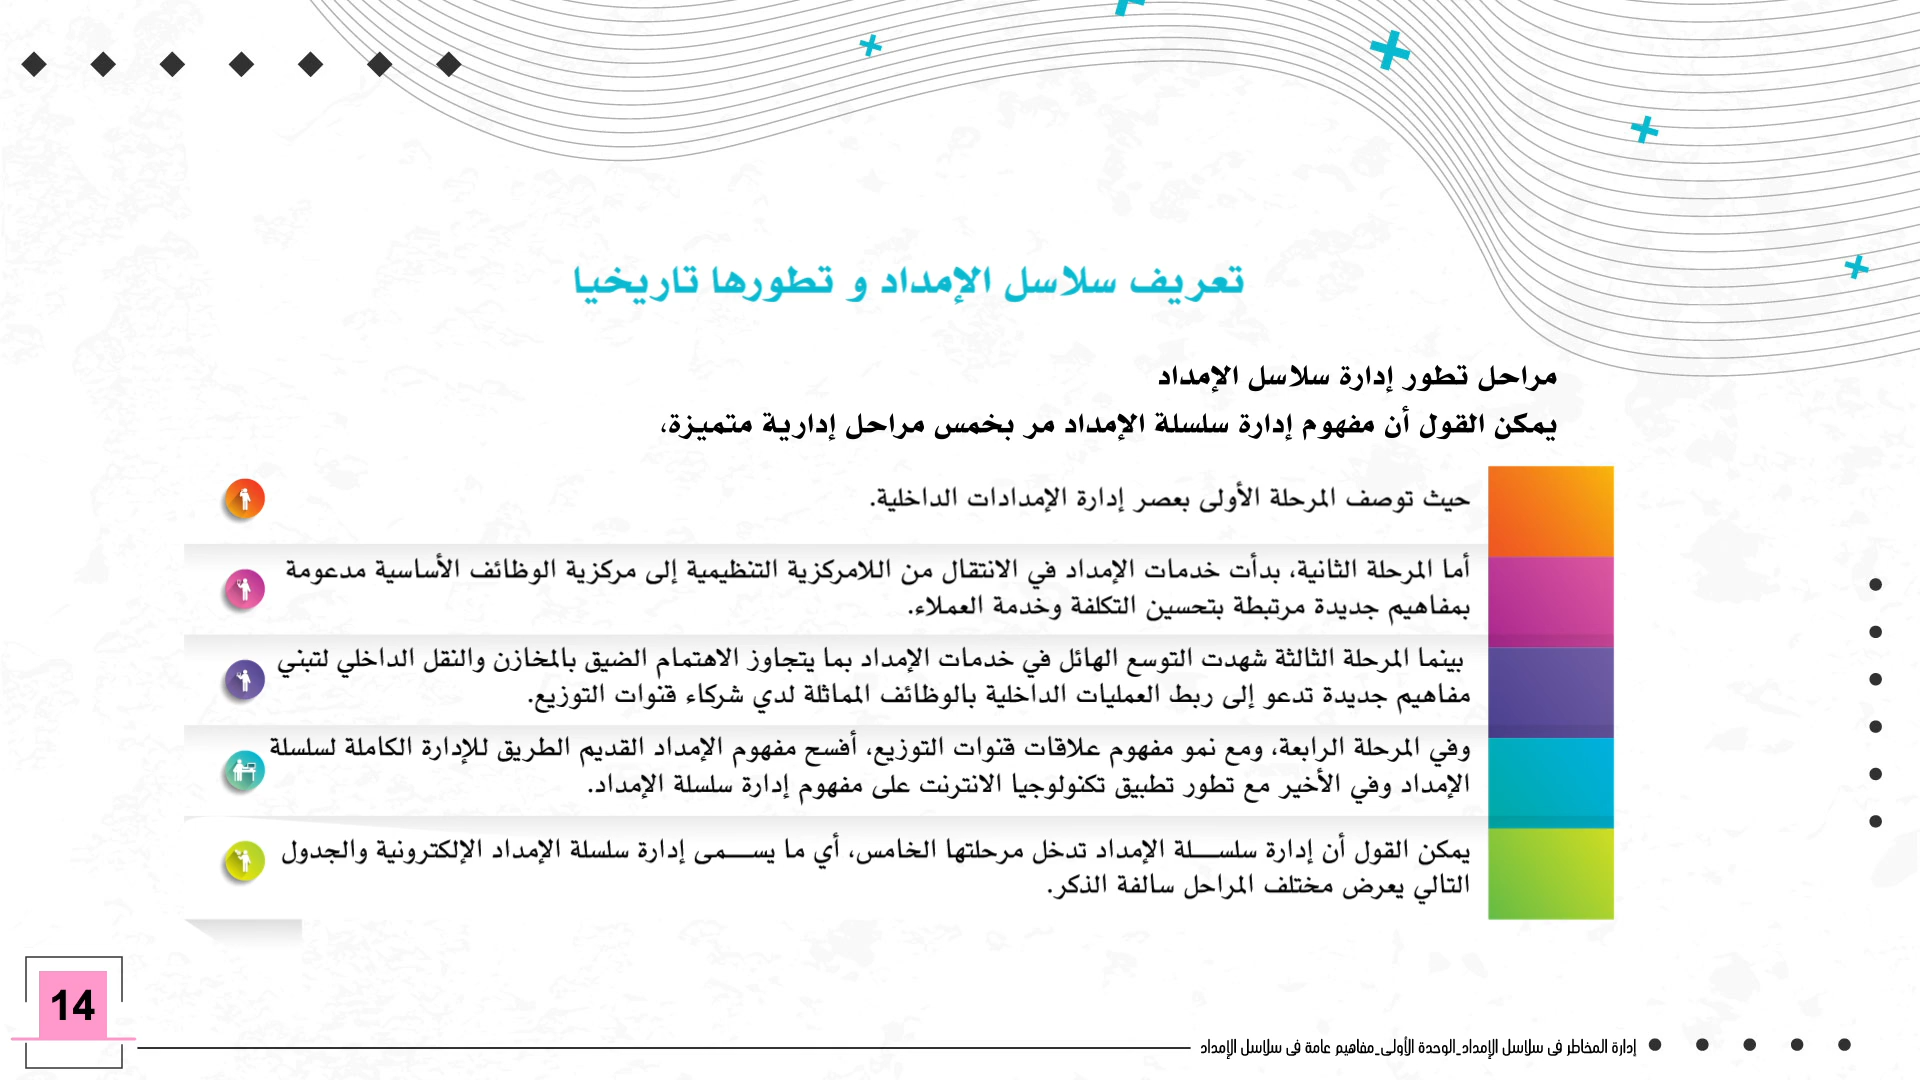 تعريف سلاسل الإمداد و تطورها تاريخيا
مراحل تطور إدارة سلاسل الإمداد
يمكن القول أن مفهوم إدارة سلسلة الإمداد مر بخمس مراحل إدارية متميزة،
حيث توصف المرحلة الأولى بعصر إدارة الإمدادات الداخلية.
أما المرحلة الثانية، بدأت خدمات الإمداد في الانتقال من اللامركزية التنظيمية إلى مركزية الوظائف الأساسية مدعومة
بمفاهيم جديدة مرتبطة بتحسين التكلفة وخدمة العملاء.
بينما المرحلة الثالثة شهدت التوسع الهائل في خدمات الإمداد بما يتجاوز الاهتمام الضيق بالمخازن والنقل الداخلي لتبني
مفاهيم جديدة تدعو إلى ربط العمليات الداخلية بالوظائف المماثلة لدي شركاء قنوات التوزيع.
وفي المرحلة الرابعة، ومع نمو مفهوم علاقات قنوات التوزيع، أفسح مفهوم الإمداد القديم الطريق للإدارة الكاملة لسلسلة
الإمداد وفي الأخير مع تطور تطبيق تكنولوجيا الانترنت على مفهوم إدارة سلسلة الإمداد.
يمكن القول أن إدارة سلســـلة الإمداد تدخل مرحلتها الخامس، أي ما يســـمى إدارة سلسلة الإمداد الإلكترونية والجدول
التالي يعرض مختلف المراحل سالفة الذكر.
14
إدارة المخاطر فى سلاسل الإمداد_الوحدة الأولى_مفاهيم عامة فى سلاسل الإمداد